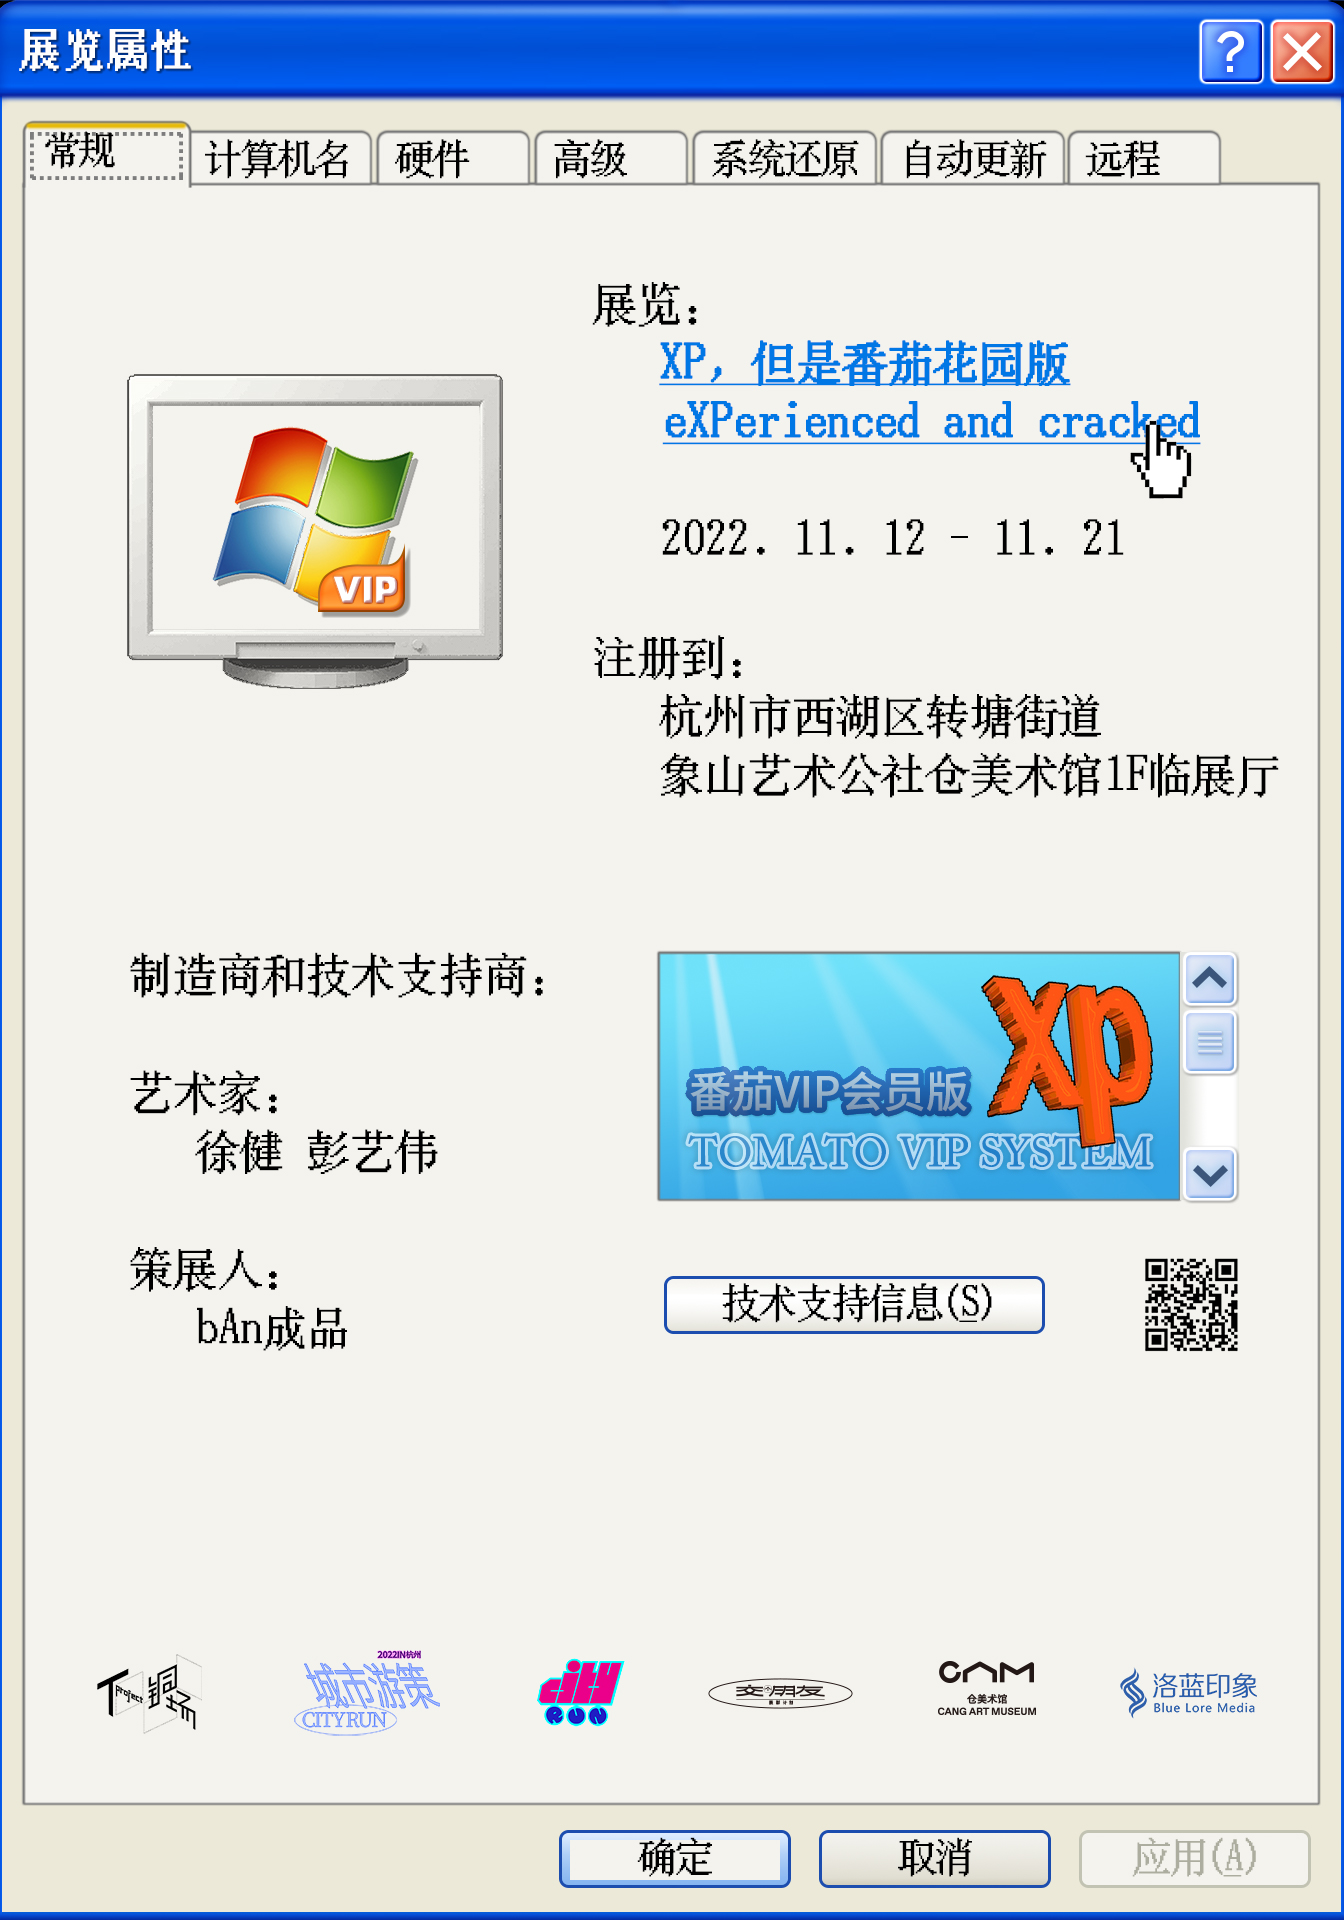 展览属性
常规 计算机名 硬件 高级 系统还原 自动更新 远程
展览：
XP，但是番茄花园版
eXPerienced and cracked
2022. 11. 12 - 11. 21
VIP
注册到：
杭州市西湖区转塘街道
象山艺术公社仓美术馆1F临展厅
制造商和技术支持商：
艺术家：
徐健 彭艺伟
策展人：
bAn成品
xp
番茄VIP会员版
TOMATO VIP SYSTEM
技术支持信息(S)
T project 铜场
2022IN杭州
城市游策
CITYRUN
city
RUN
交个朋友
CAM
仓美术馆
CANG ART MUSEUM
洛蓝印象
Blue Lore Media
确定 取消 应用(A)